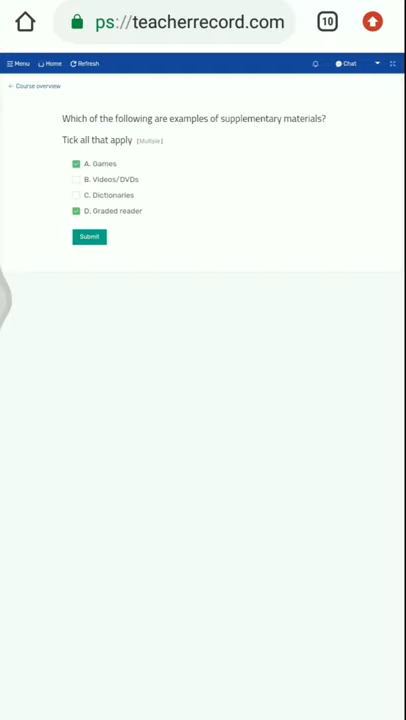 ps://teacherrecord.com 10
Menu Home Refresh Chat
← Course overview
Which of the following are examples of supplementary materials?
Tick all that apply [Multiple]
A. Games
B. Videos/DVDs
C. Dictionaries
D. Graded reader
Submit